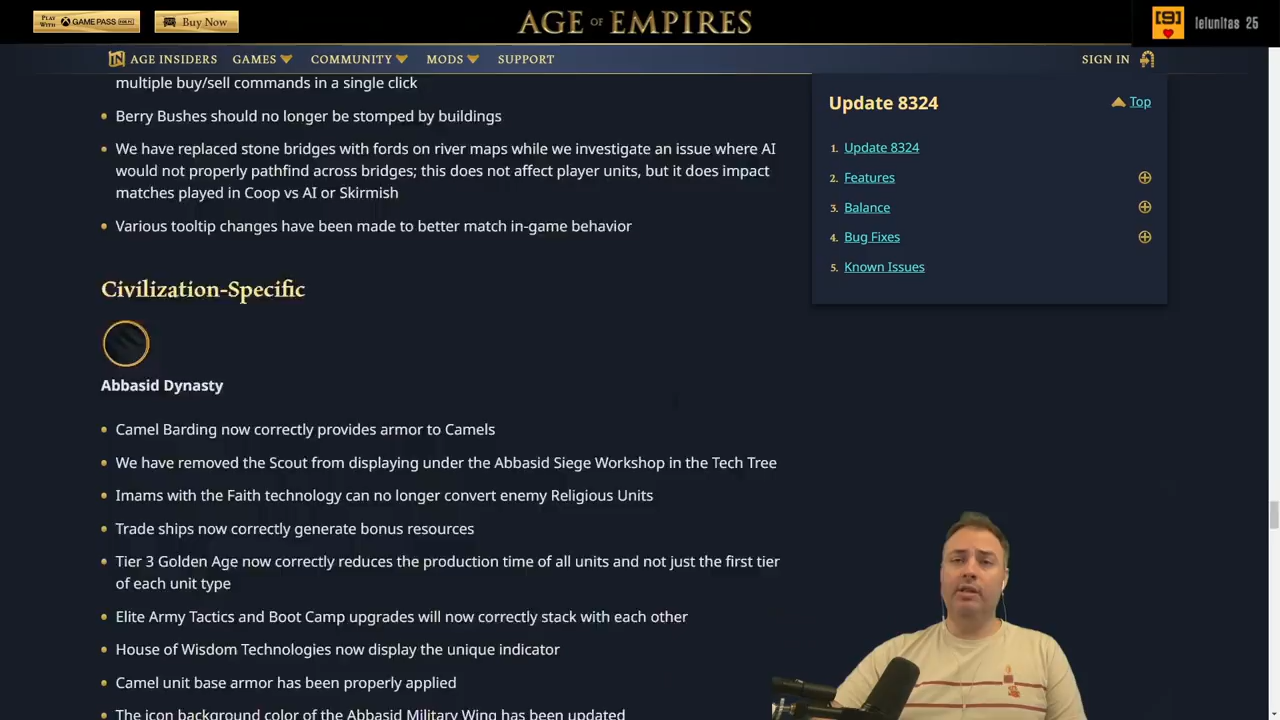 PLAY WITH GAME PASS FOR PC
Buy Now
AGE OF EMPIRES
lelunitas 25
AGE INSIDERS
GAMES
COMMUNITY
MODS
SUPPORT
SIGN IN
multiple buy/sell commands in a single click
Berry Bushes should no longer be stomped by buildings
We have replaced stone bridges with fords on river maps while we investigate an issue where AI
would not properly pathfind across bridges; this does not affect player units, but it does impact
matches played in Coop vs AI or Skirmish
Various tooltip changes have been made to better match in-game behavior
Civilization-Specific
Abbasid Dynasty
Camel Barding now correctly provides armor to Camels
We have removed the Scout from displaying under the Abbasid Siege Workshop in the Tech Tree
Imams with the Faith technology can no longer convert enemy Religious Units
Trade ships now correctly generate bonus resources
Tier 3 Golden Age now correctly reduces the production time of all units and not just the first tier
of each unit type
Elite Army Tactics and Boot Camp upgrades will now correctly stack with each other
House of Wisdom Technologies now display the unique indicator
Camel unit base armor has been properly applied
The icon background color of the Abbasid Military Wing has been updated
Update 8324
Top
1. Update 8324
2. Features
3. Balance
4. Bug Fixes
5. Known Issues